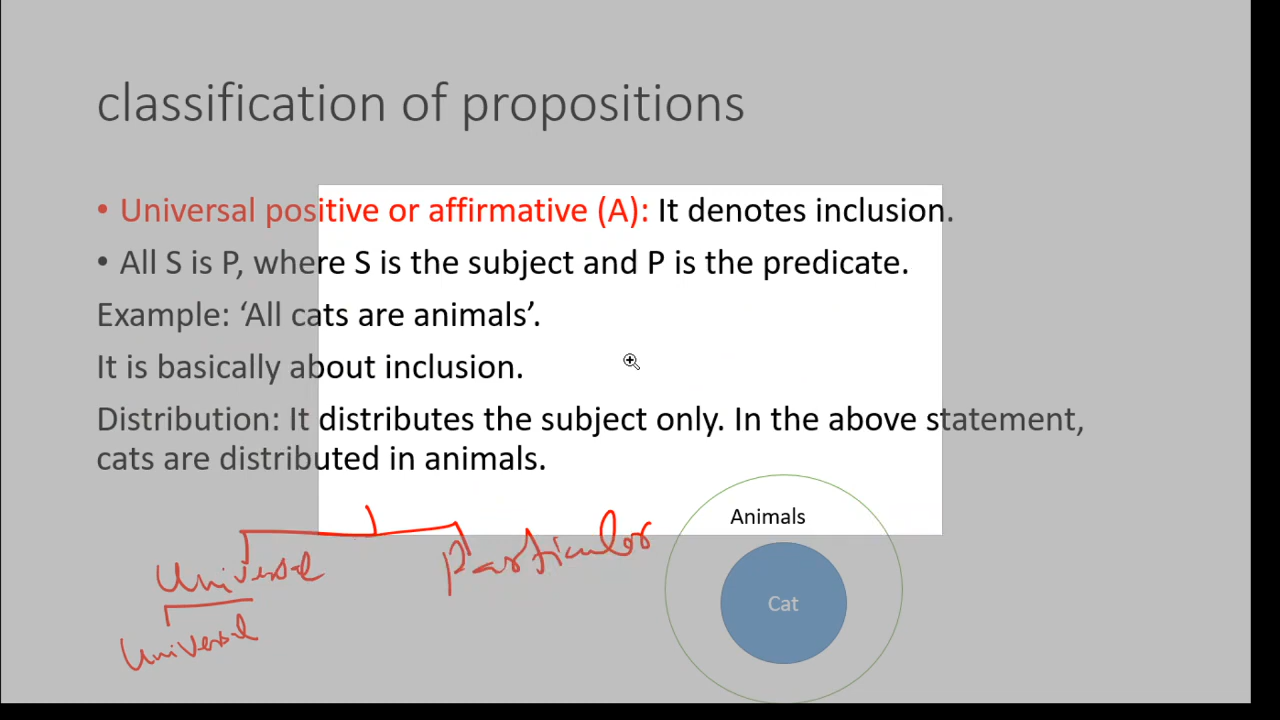 classification of propositions
• Universal positive or affirmative (A): It denotes inclusion.
• All S is P, where S is the subject and P is the predicate.
Example: ‘All cats are animals’.
It is basically about inclusion.
Distribution: It distributes the subject only. In the above statement,
cats are distributed in animals.
Animals
Cat
Universal
Particular
Universal